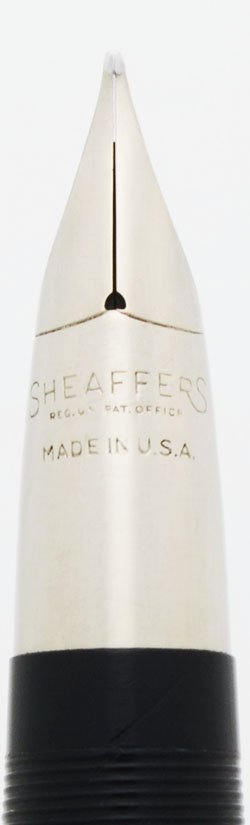 SHEAFFERS
REG. U.S. PAT. OFFICE
MADE IN U.S.A.